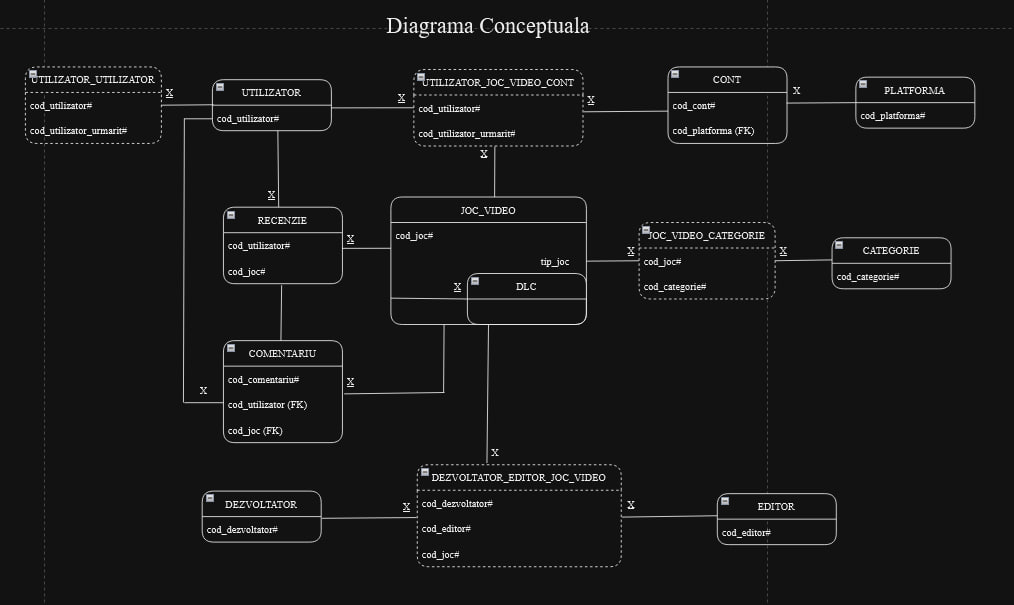 Diagrama Conceptuala
UTILIZATOR_UTILIZATOR
cod_utilizator#
cod_utilizator_urmarit#
X
UTILIZATOR
cod_utilizator#
X
UTILIZATOR_JOC_VIDEO_CONT
cod_utilizator#
cod_utilizator_urmarit#
X
X
CONT
cod_cont#
cod_platforma (FK)
X
PLATFORMA
cod_platforma#
X
RECENZIE
cod_utilizator#
cod_joc#
X
JOC_VIDEO
cod_joc#
tip_joc
X
DLC
X
JOC_VIDEO_CATEGORIE
cod_joc#
cod_categorie#
X
CATEGORIE
cod_categorie#
X
COMENTARIU
cod_comentariu#
cod_utilizator (FK)
cod_joc (FK)
X
X
DEZVOLTATOR
cod_dezvoltator#
X
DEZVOLTATOR_EDITOR_JOC_VIDEO
cod_dezvoltator#
cod_editor#
cod_joc#
X
EDITOR
cod_editor#